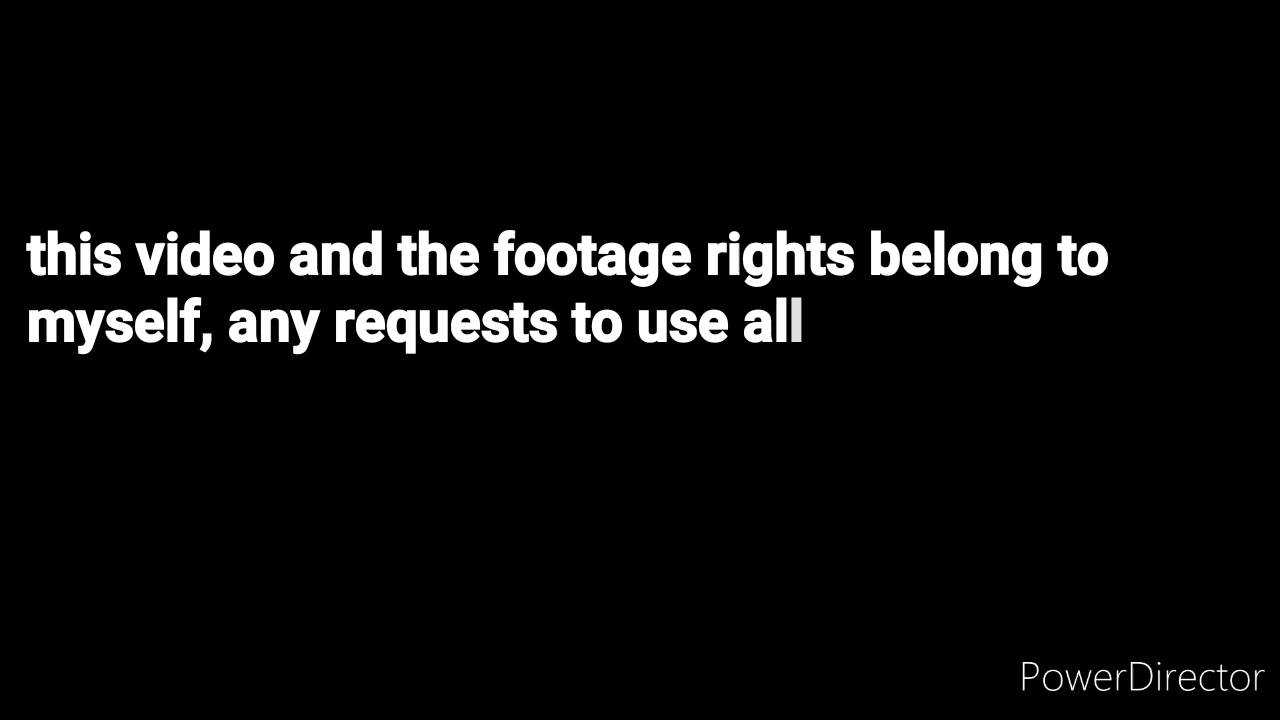 this video and the footage rights belong to
myself, any requests to use all
PowerDirector